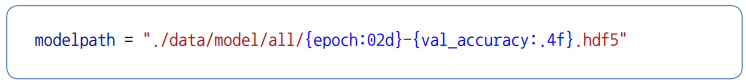 modelpath = "./data/model/all/{epoch:02d}-{val_accuracy:.4f}.hdf5"